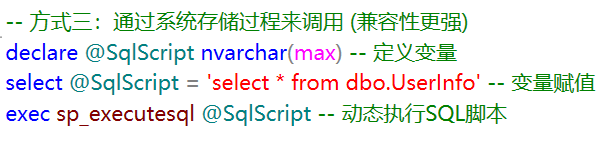 -- 方式三：通过系统存储过程来调用 (兼容性更强)
declare @SqlScript nvarchar(max) -- 定义变量
select @SqlScript = 'select * from dbo.UserInfo' -- 变量赋值
exec sp_executesql @SqlScript -- 动态执行SQL脚本